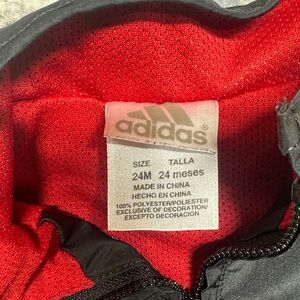 adidas®
SIZE TALLA
24M 24 meses
MADE IN CHINA
HECHO EN CHINA
100% POLYESTER/POLIESTER
EXCLUSIVE OF DECORATION/
EXCEPTO DECORACION